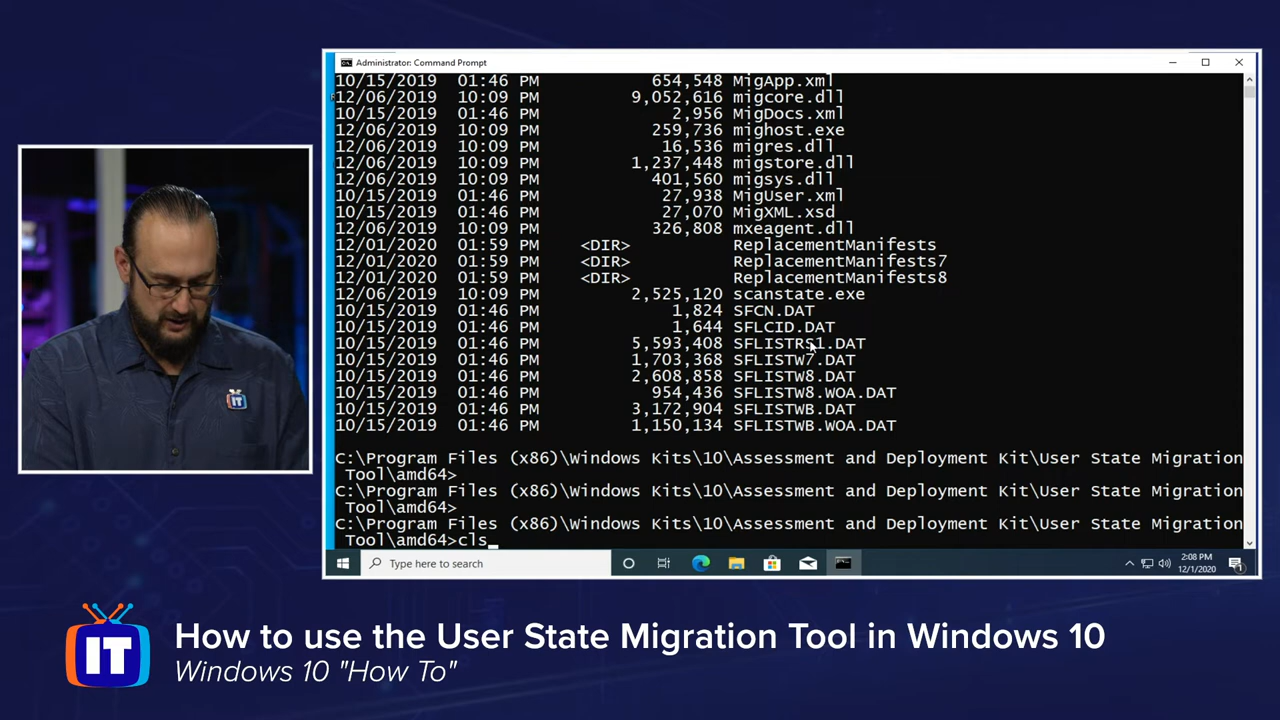 Administrator: Command Prompt
10/15/2019 01:46 PM 654,548 MigApp.xml
12/06/2019 10:09 PM 9,052,616 migcore.dll
10/15/2019 01:46 PM 2,956 MigDocs.xml
12/06/2019 10:09 PM 259,736 mighost.exe
12/06/2019 10:09 PM 16,536 migres.dll
12/06/2019 10:09 PM 1,237,448 migstore.dll
12/06/2019 10:09 PM 401,560 migsys.dll
10/15/2019 01:46 PM 27,938 MigUser.xml
10/15/2019 01:46 PM 27,070 MigXML.xsd
12/06/2019 10:09 PM 326,808 mxeagent.dll
12/01/2020 01:59 PM <DIR> ReplacementManifests
12/01/2020 01:59 PM <DIR> ReplacementManifests7
12/01/2020 01:59 PM <DIR> ReplacementManifests8
12/06/2019 10:09 PM 2,525,120 scanstate.exe
10/15/2019 01:46 PM 1,824 SFCN.DAT
10/15/2019 01:46 PM 1,644 SFLCID.DAT
10/15/2019 01:46 PM 5,593,408 SFLISTRS1.DAT
10/15/2019 01:46 PM 1,703,368 SFLISTW7.DAT
10/15/2019 01:46 PM 2,608,858 SFLISTW8.DAT
10/15/2019 01:46 PM 954,436 SFLISTW8.WOA.DAT
10/15/2019 01:46 PM 3,172,904 SFLISTWB.DAT
10/15/2019 01:46 PM 1,150,134 SFLISTWB.WOA.DAT
C:\Program Files (x86)\Windows Kits\10\Assessment and Deployment Kit\User State Migration
Tool\amd64>
C:\Program Files (x86)\Windows Kits\10\Assessment and Deployment Kit\User State Migration
Tool\amd64>
C:\Program Files (x86)\Windows Kits\10\Assessment and Deployment Kit\User State Migration
Tool\amd64>cls_
Type here to search
2:08 PM
12/1/2020
1
IT
IT
How to use the User State Migration Tool in Windows 10
Windows 10 "How To"